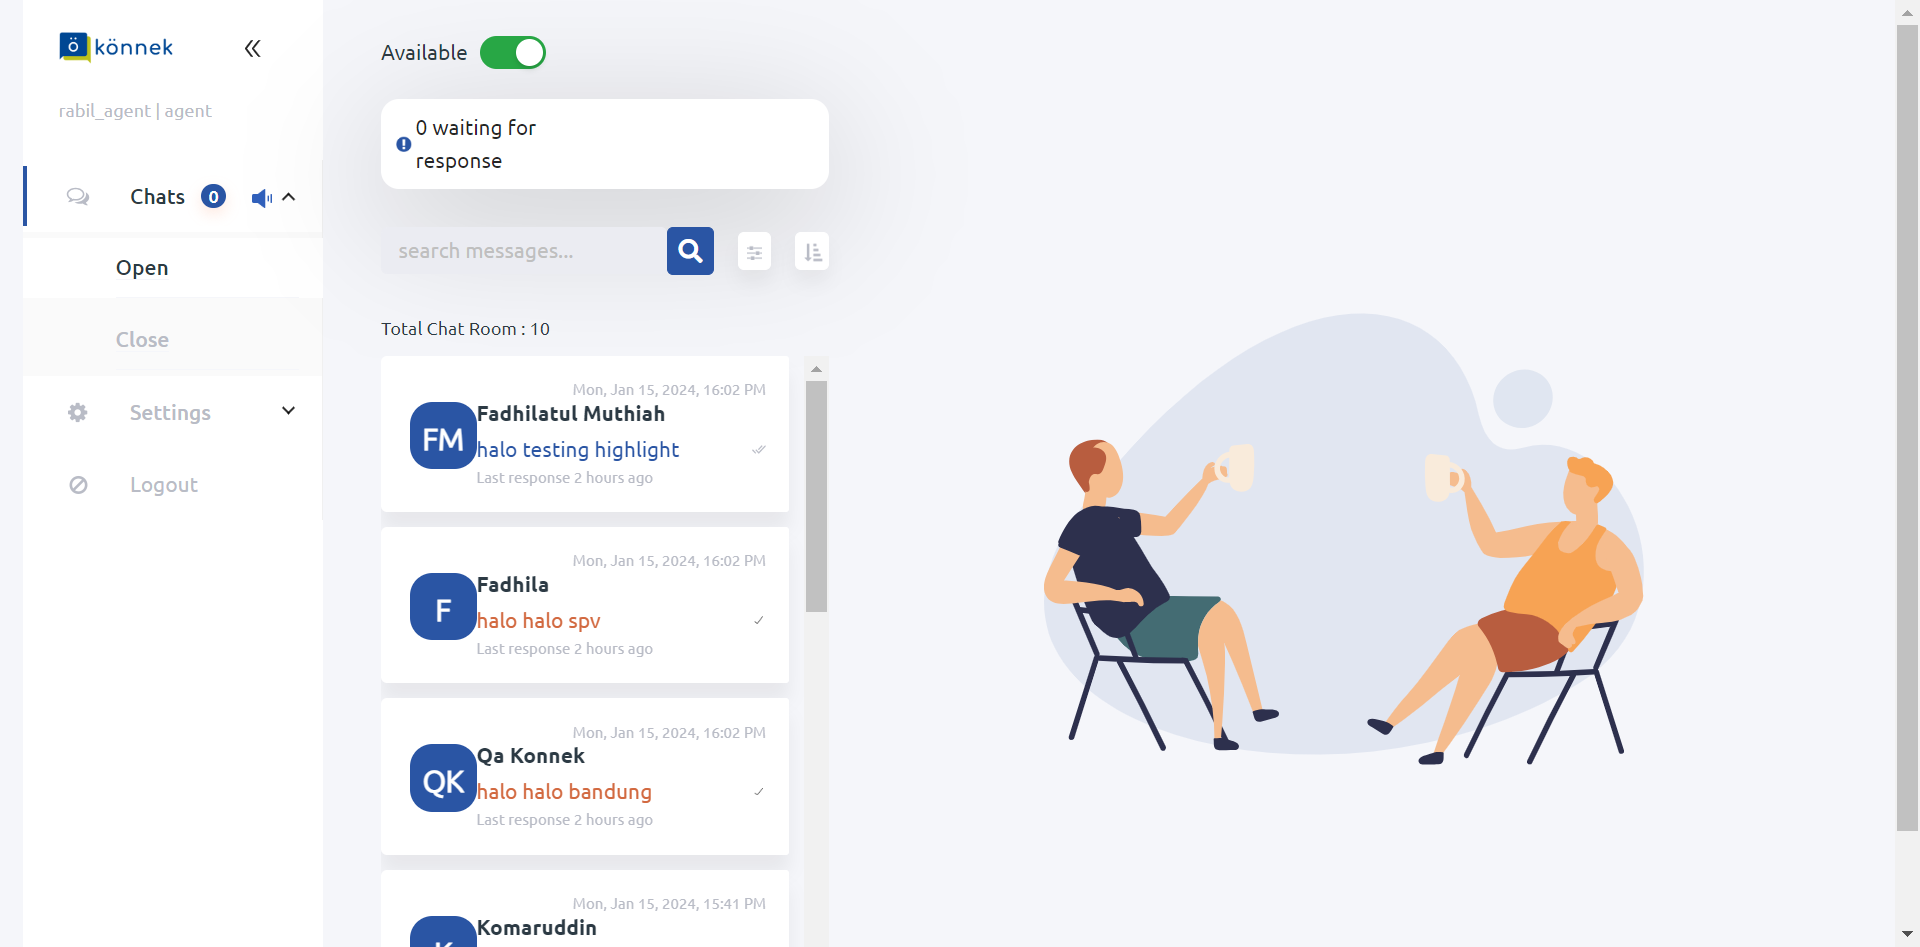 ö könnek
rabil_agent | agent
Chats 0
Open
Close
Settings
Logout
Available
0 waiting for
response
search messages...
Total Chat Room : 10
Mon, Jan 15, 2024, 16:02 PM
FM
Fadhilatul Muthiah
halo testing highlight
Last response 2 hours ago
Mon, Jan 15, 2024, 16:02 PM
F
Fadhila
halo halo spv
Last response 2 hours ago
Mon, Jan 15, 2024, 16:02 PM
QK
Qa Konnek
halo halo bandung
Last response 2 hours ago
Mon, Jan 15, 2024, 15:41 PM
K
Komaruddin